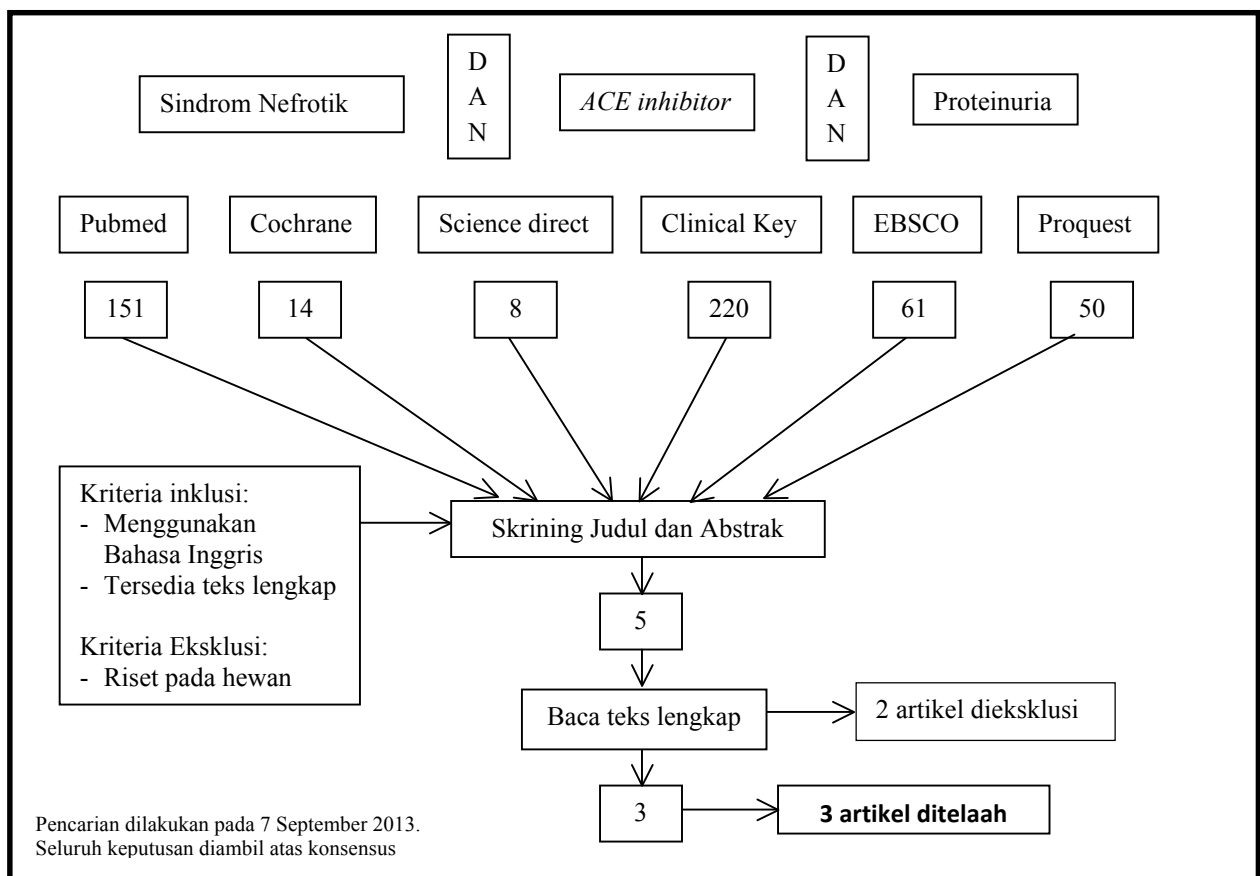 Sindrom Nefrotik
D
A
N
ACE inhibitor
D
A
N
Proteinuria
Pubmed
Cochrane
Science direct
Clinical Key
EBSCO
Proquest
151
14
8
220
61
50
Kriteria inklusi:
- Menggunakan
Bahasa Inggris
- Tersedia teks lengkap
Kriteria Eksklusi:
- Riset pada hewan
Skrining Judul dan Abstrak
5
Baca teks lengkap
2 artikel dieksklusi
3
3 artikel ditelaah
Pencarian dilakukan pada 7 September 2013.
Seluruh keputusan diambil atas konsensus